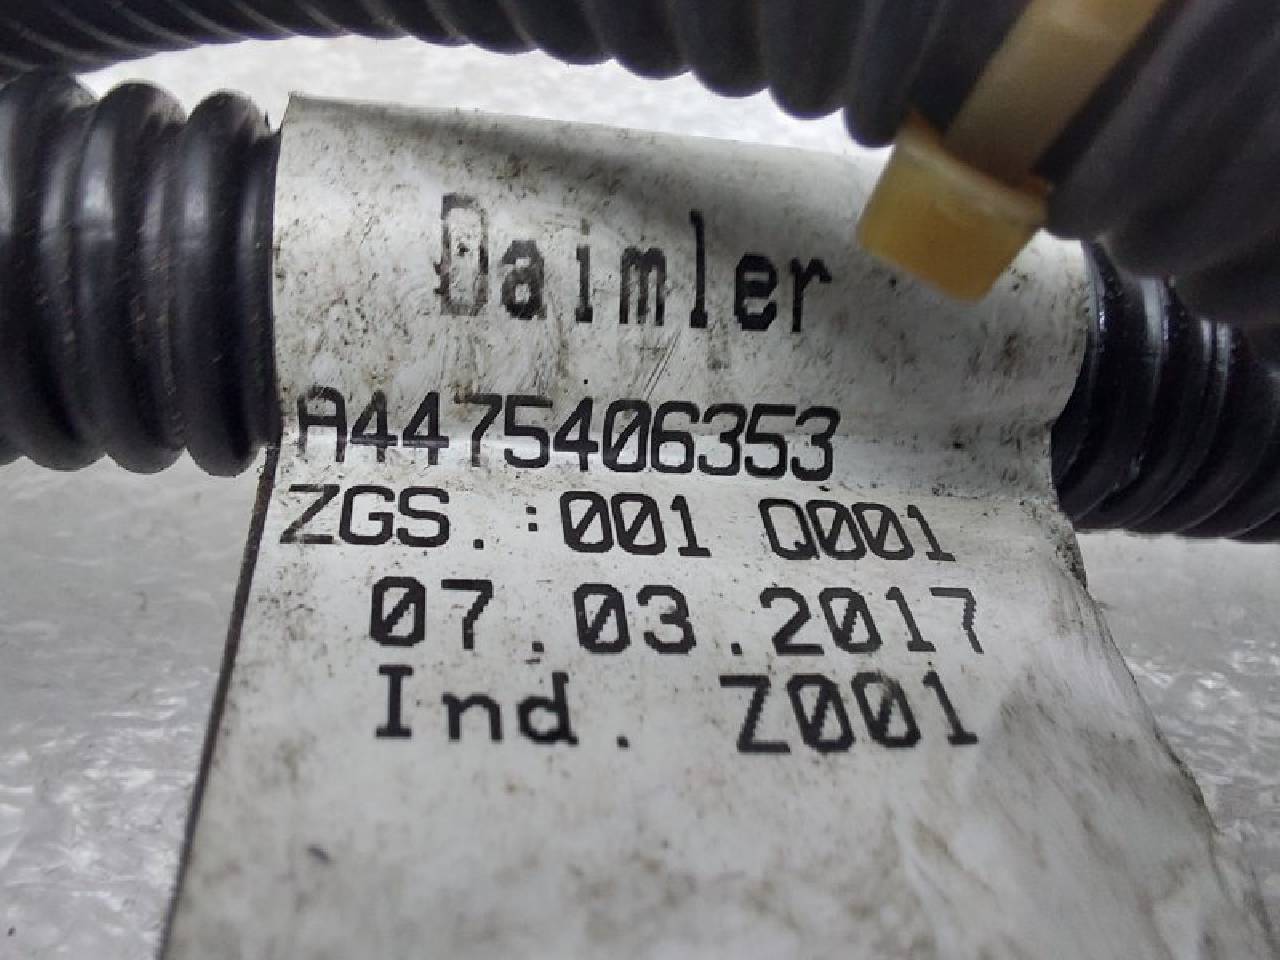 Daimler
A4475406353
ZGS.:001 Q001
07.03.2017
Ind. Z001